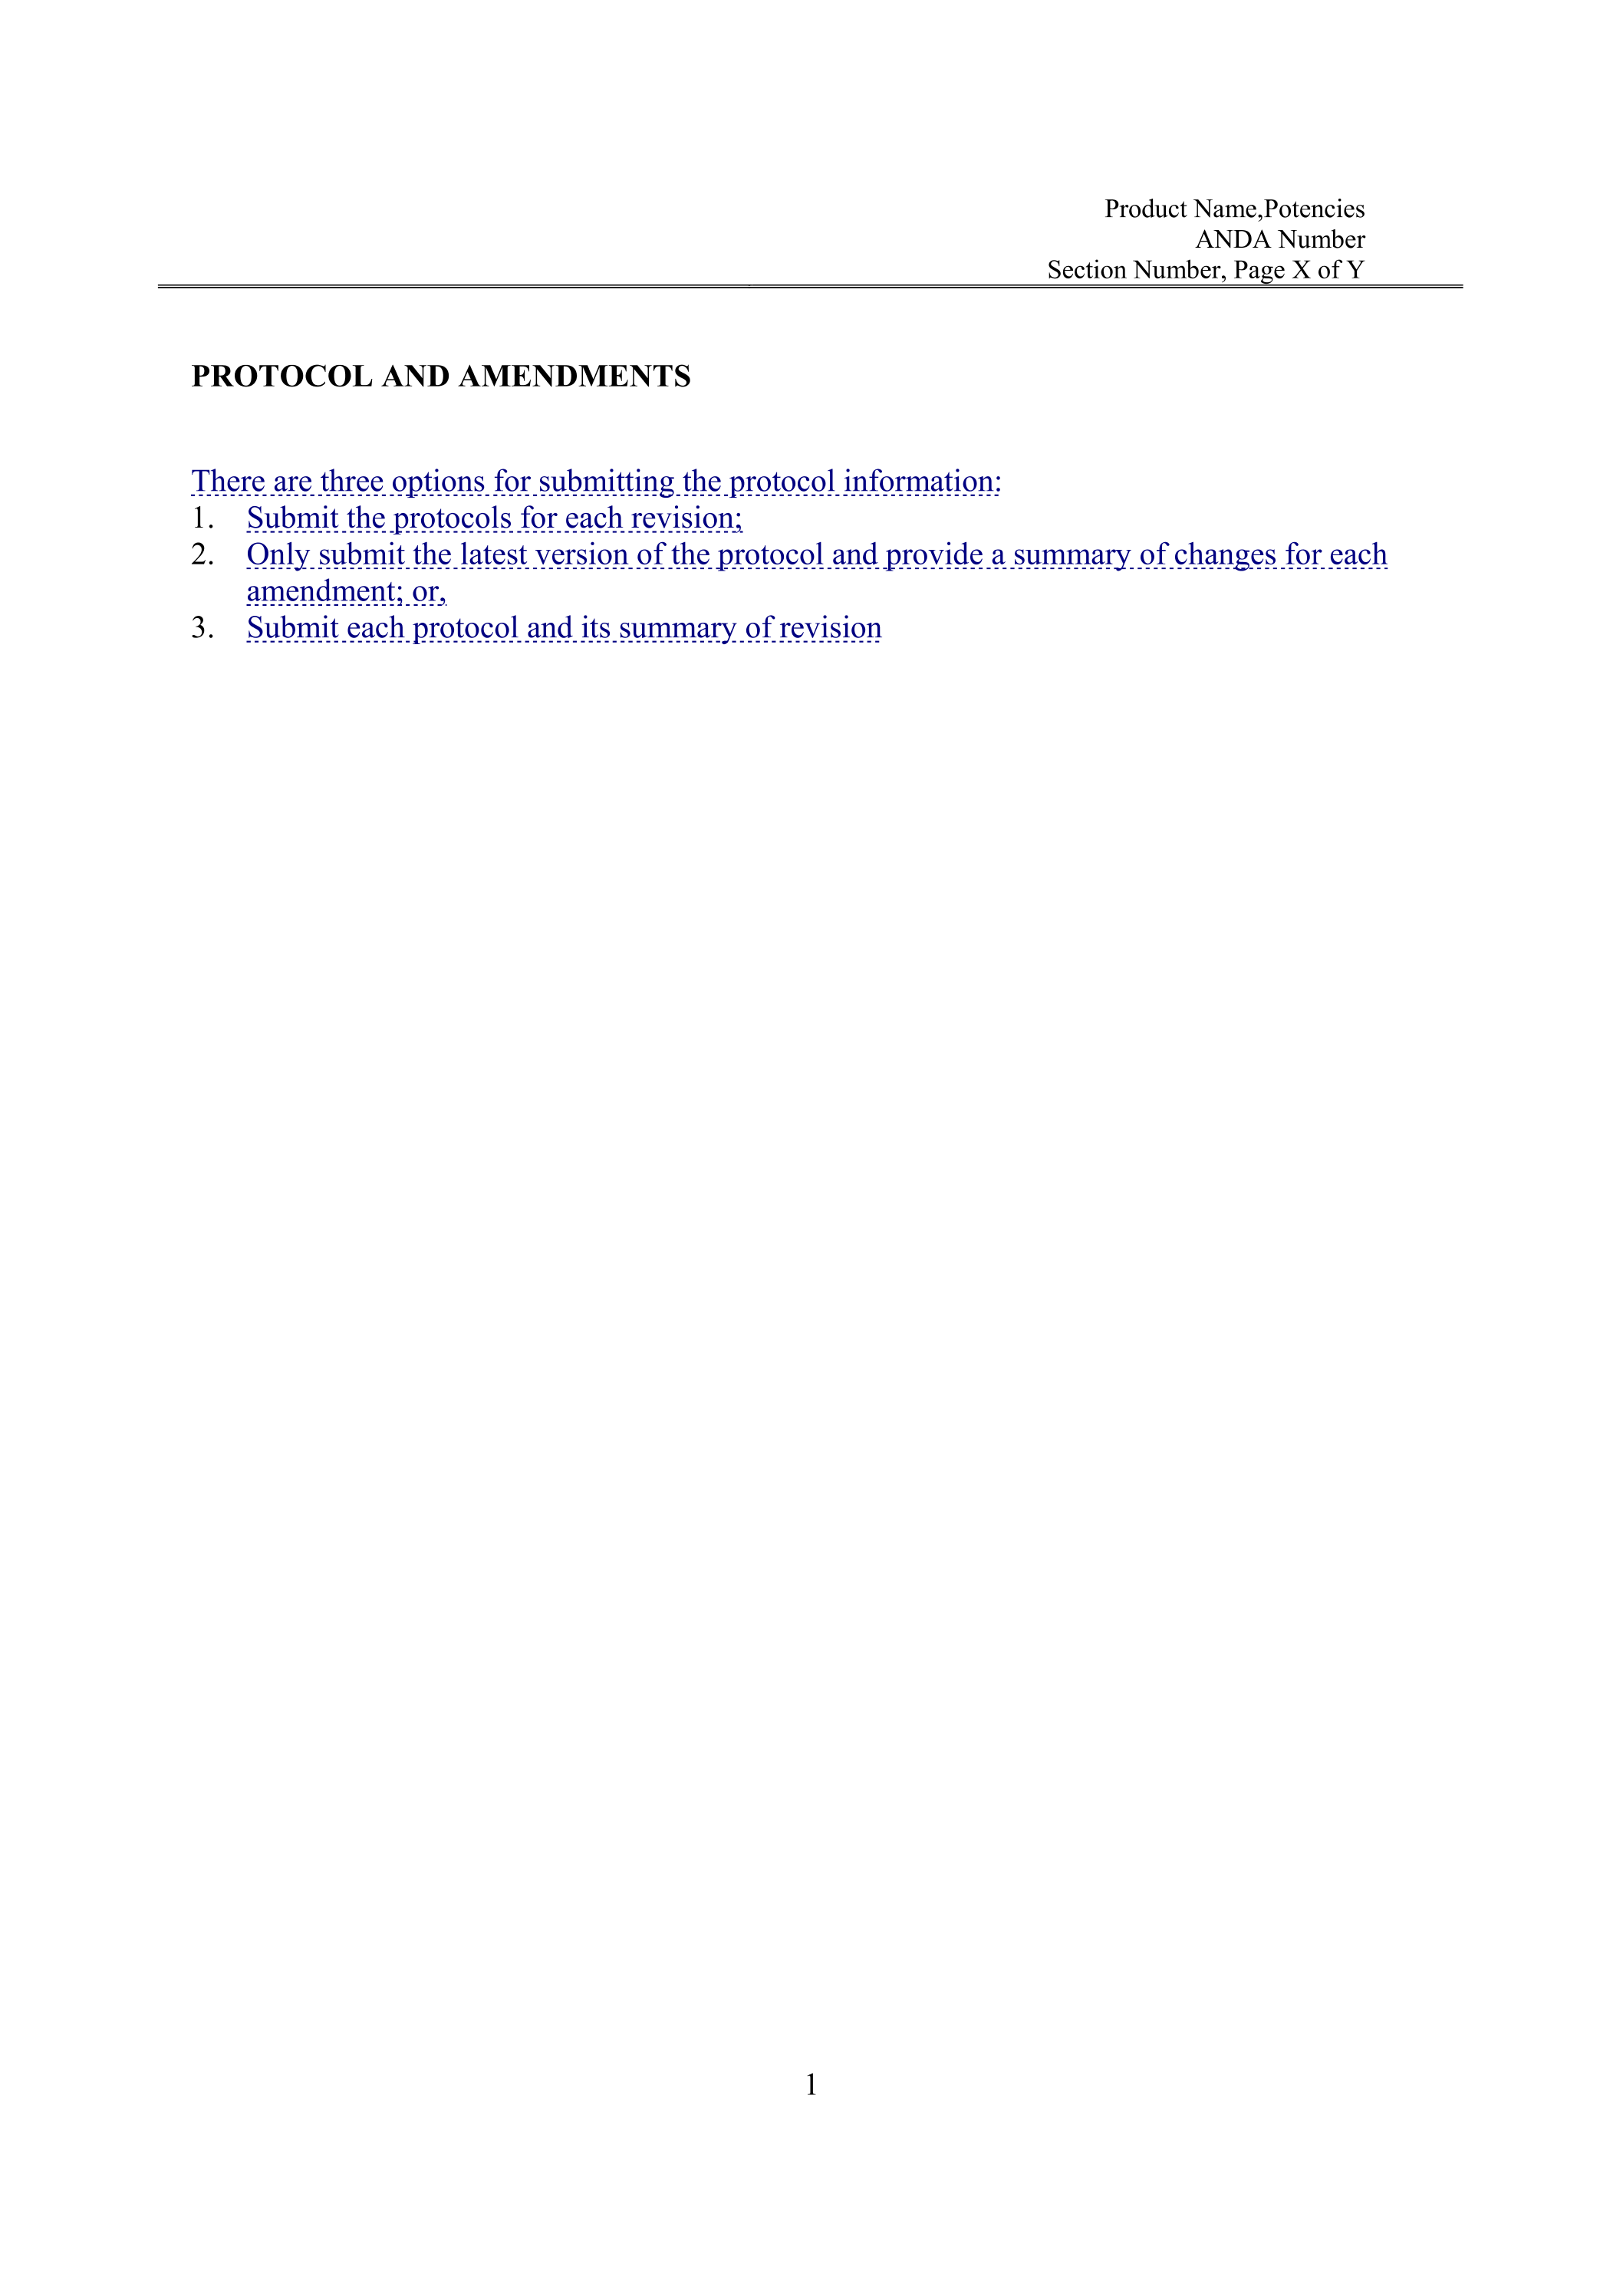 Product Name,Potencies
ANDA Number
Section Number, Page X of Y
PROTOCOL AND AMENDMENTS
There are three options for submitting the protocol information:
1. Submit the protocols for each revision;
2. Only submit the latest version of the protocol and provide a summary of changes for each
amendment; or,
3. Submit each protocol and its summary of revision
1